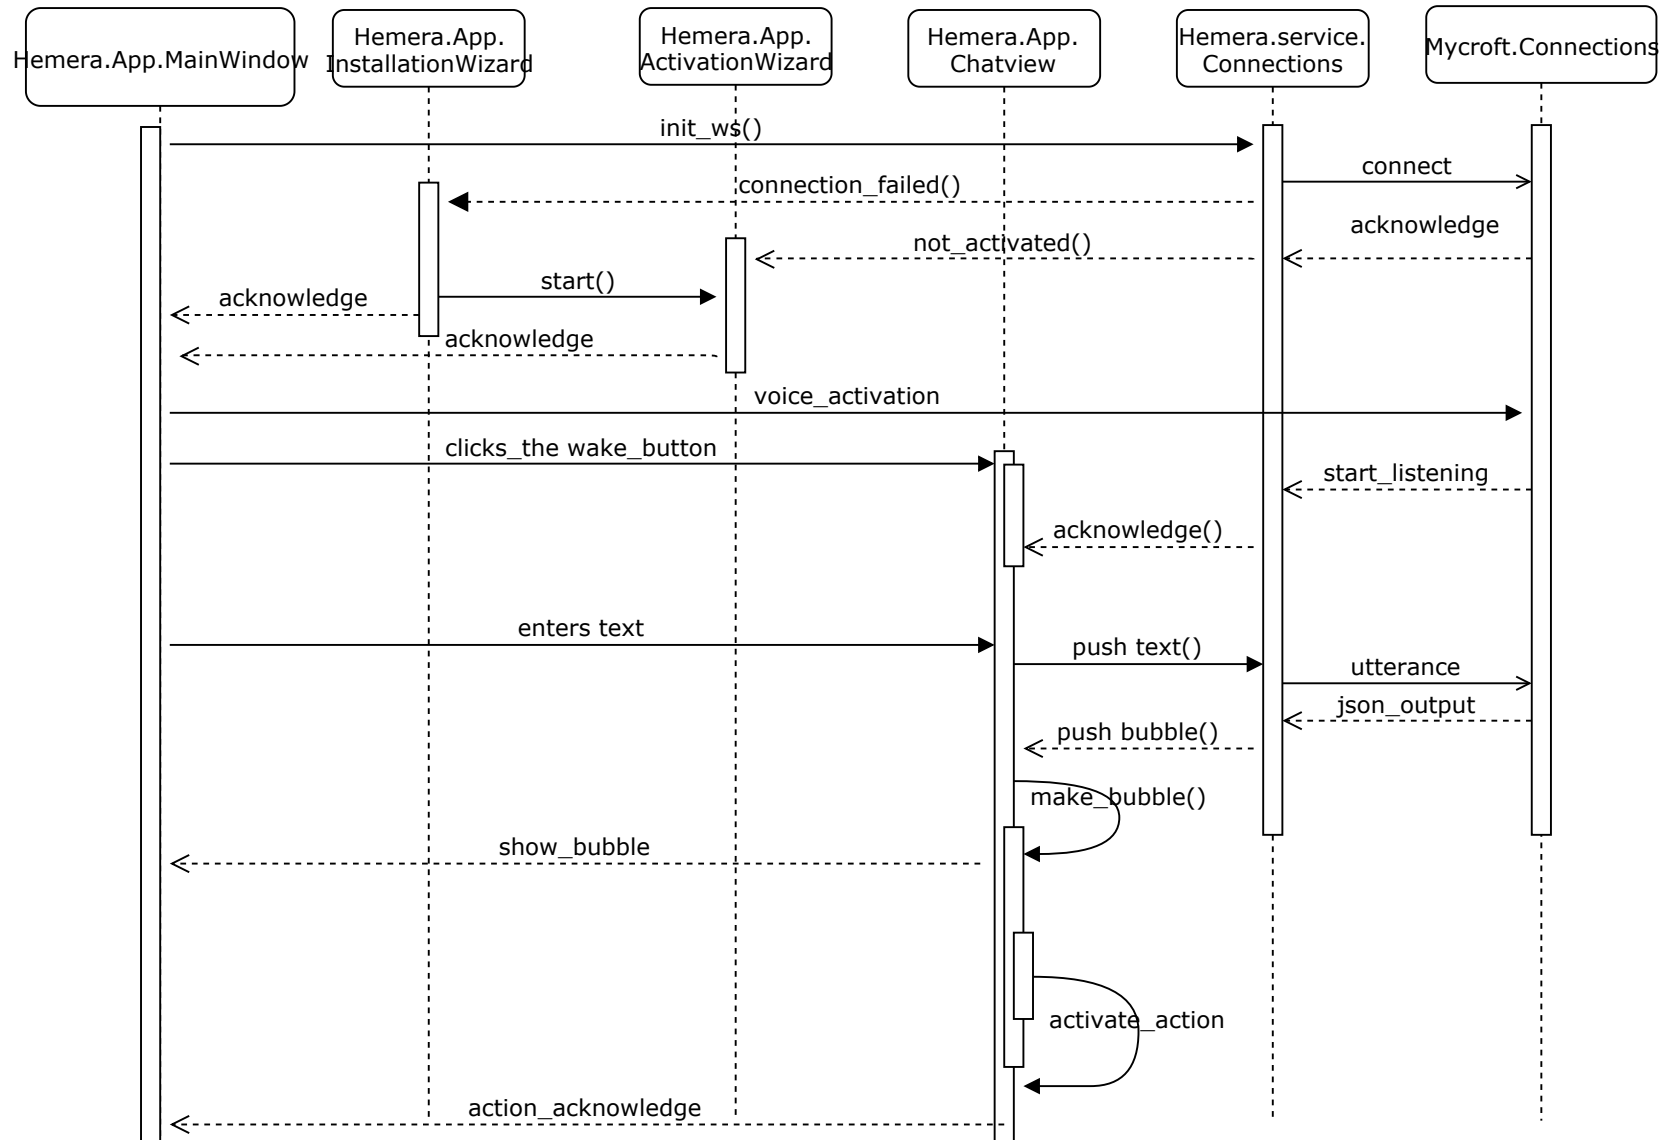 Hemera.App.MainWindow
Hemera.App.
InstallationWizard
Hemera.App.
ActivationWizard
Hemera.App.
Chatview
Hemera.service.
Connections
Mycroft.Connections
init_ws()
connect
connection_failed()
acknowledge
not_activated()
start()
acknowledge
acknowledge
voice_activation
clicks_the wake_button
start_listening
acknowledge()
enters text
push text()
utterance
json_output
push bubble()
make_bubble()
show_bubble
activate_action
action_acknowledge